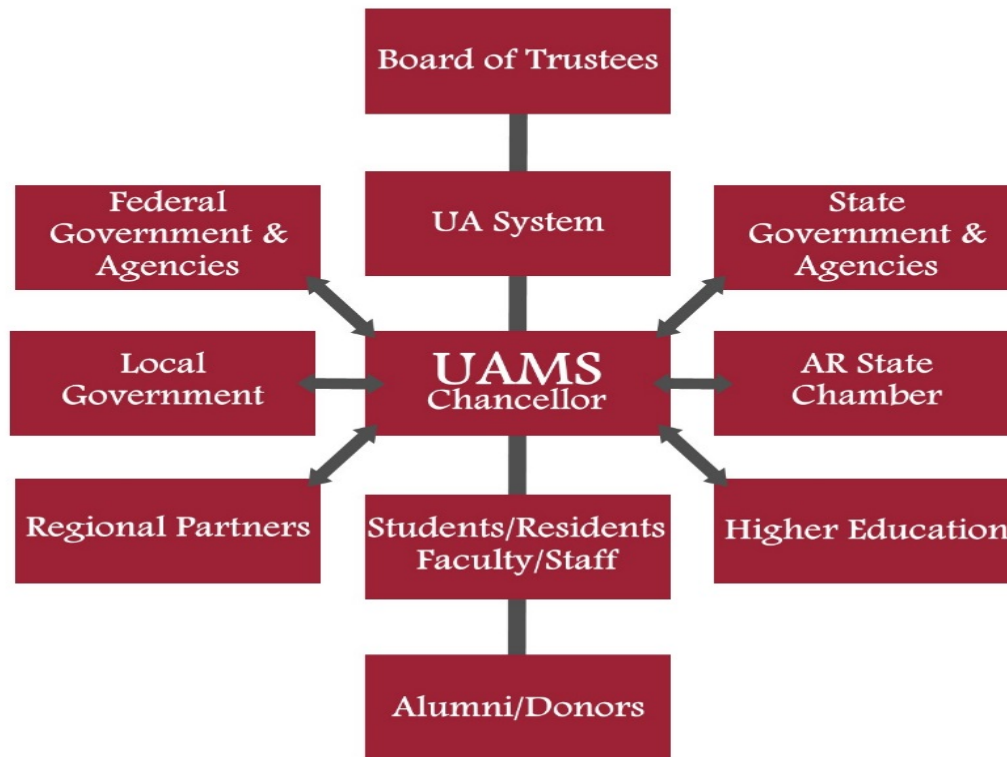 Board of Trustees
Federal
Government &
Agencies
UA System
State
Government &
Agencies
Local
Government
UAMS
Chancellor
AR State
Chamber
Regional Partners
Students/Residents
Faculty/Staff
Higher Education
Alumni/Donors